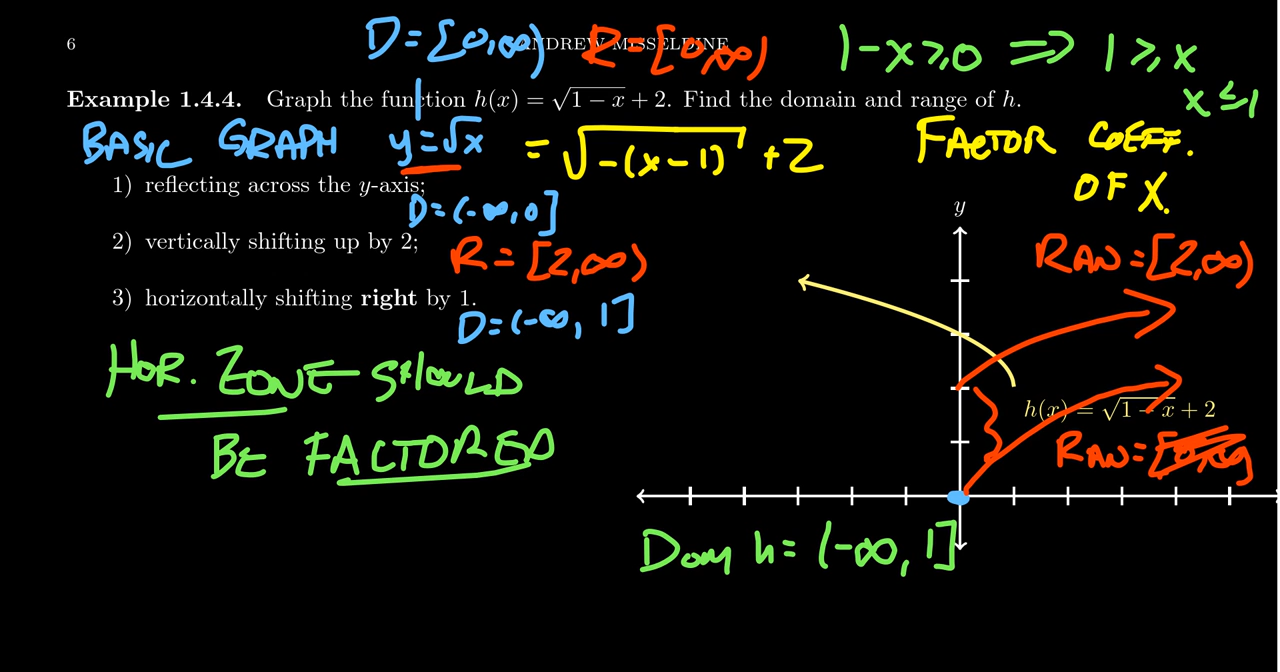 6 ANDREW MISSELDINE
D = [0,∞) R = [0,∞) 1-x ≥ 0 ⟹ 1 ≥ x
x ≤ 1
Example 1.4.4. Graph the function h(x) = √(1 − x) + 2. Find the domain and range of h.
BASIC GRAPH y = √x = √(-(x-1)) + 2 FACTOR COEFF.
OF X.
1) reflecting across the y-axis;
D = (-∞, 0]
2) vertically shifting up by 2;
R = [2,∞)
3) horizontally shifting right by 1.
D = (-∞, 1]
HOR. ZONE SHOULD
BE FACTORED
y
RAN = [2,∞)
h(x) = √(1 − x) + 2
RAN = [0,∞)
Dom h = (-∞, 1]